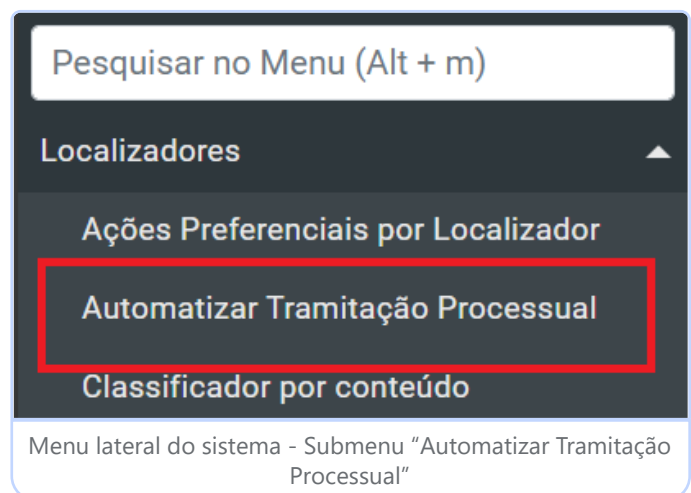 Pesquisar no Menu (Alt + m)
Localizadores
Ações Preferenciais por Localizador
Automatizar Tramitação Processual
Classificador por conteúdo
Menu lateral do sistema - Submenu “Automatizar Tramitação
Processual”